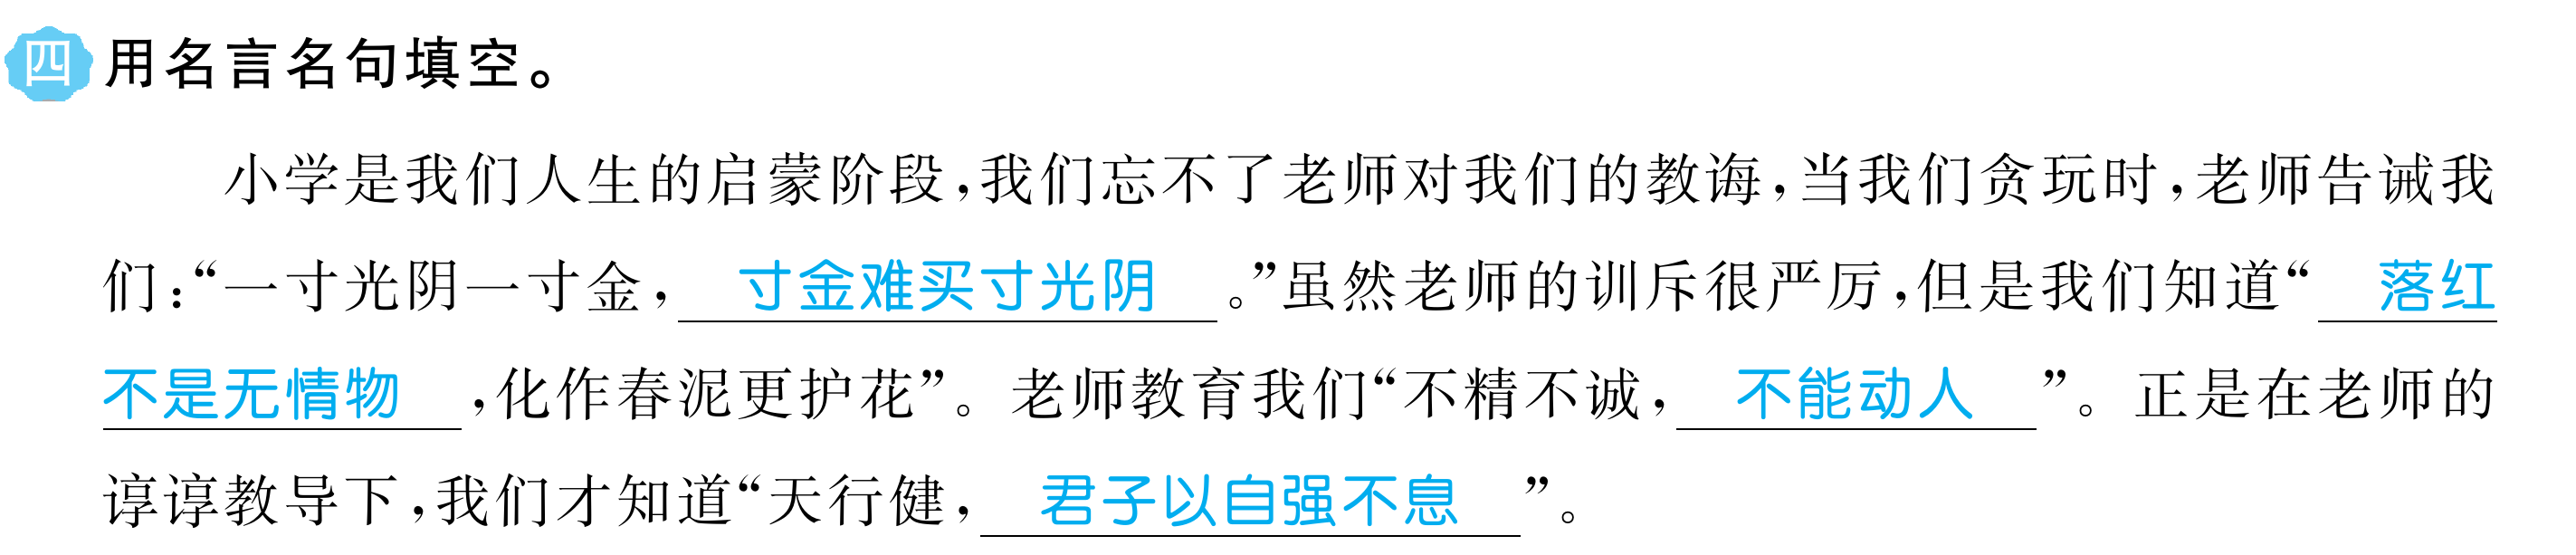 四 用名言名句填空。
小学是我们人生的启蒙阶段,我们忘不了老师对我们的教诲,当我们贪玩时,老师告诫我
们:“一寸光阴一寸金, 寸金难买寸光阴 。”虽然老师的训斥很严厉,但是我们知道“ 落红
不是无情物 ,化作春泥更护花”。老师教育我们“不精不诚, 不能动人 ”。正是在老师的
谆谆教导下,我们才知道“天行健, 君子以自强不息 ”。